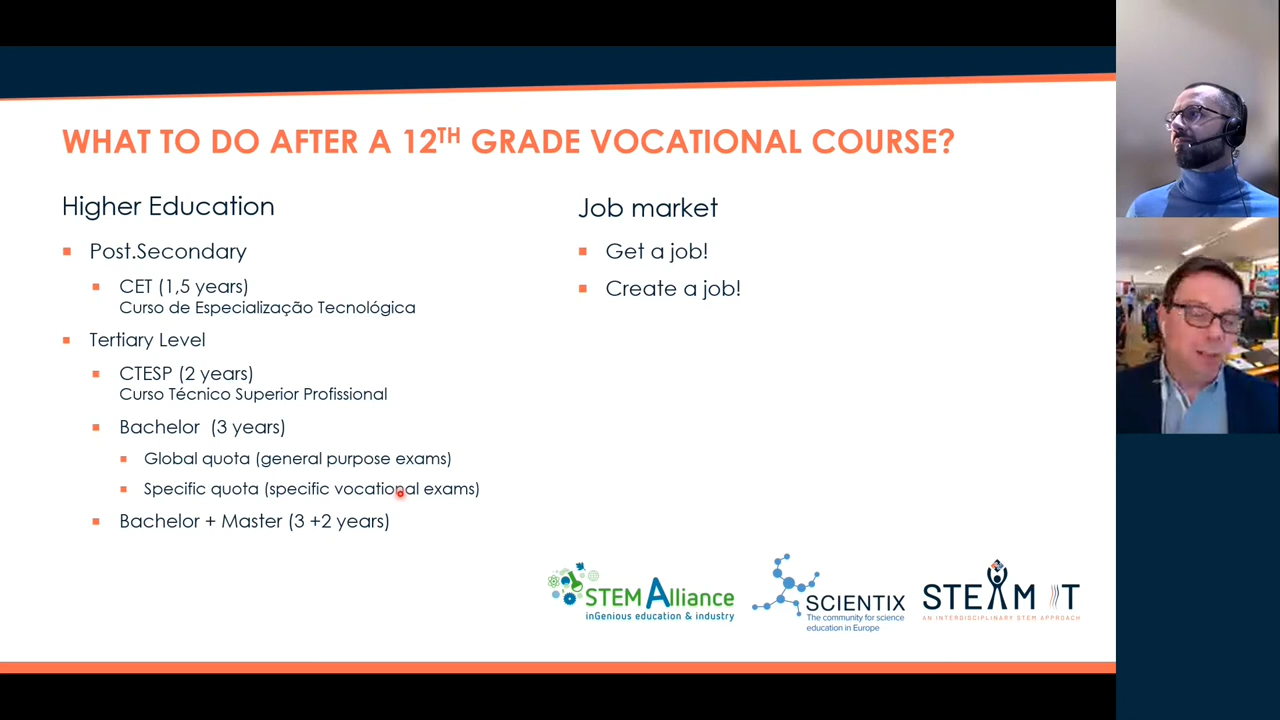 WHAT TO DO AFTER A 12TH GRADE VOCATIONAL COURSE?
Higher Education
Post.Secondary
CET (1,5 years)
Curso de Especialização Tecnológica
Tertiary Level
CTESP (2 years)
Curso Técnico Superior Profissional
Bachelor (3 years)
Global quota (general purpose exams)
Specific quota (specific vocational exams)
Bachelor + Master (3 +2 years)
Job market
Get a job!
Create a job!
STEM Alliance
inGenious education & industry
SCIENTIX
The community for science
education in Europe
STEAM IT
AN INTERDISCIPLINARY STEM APPROACH